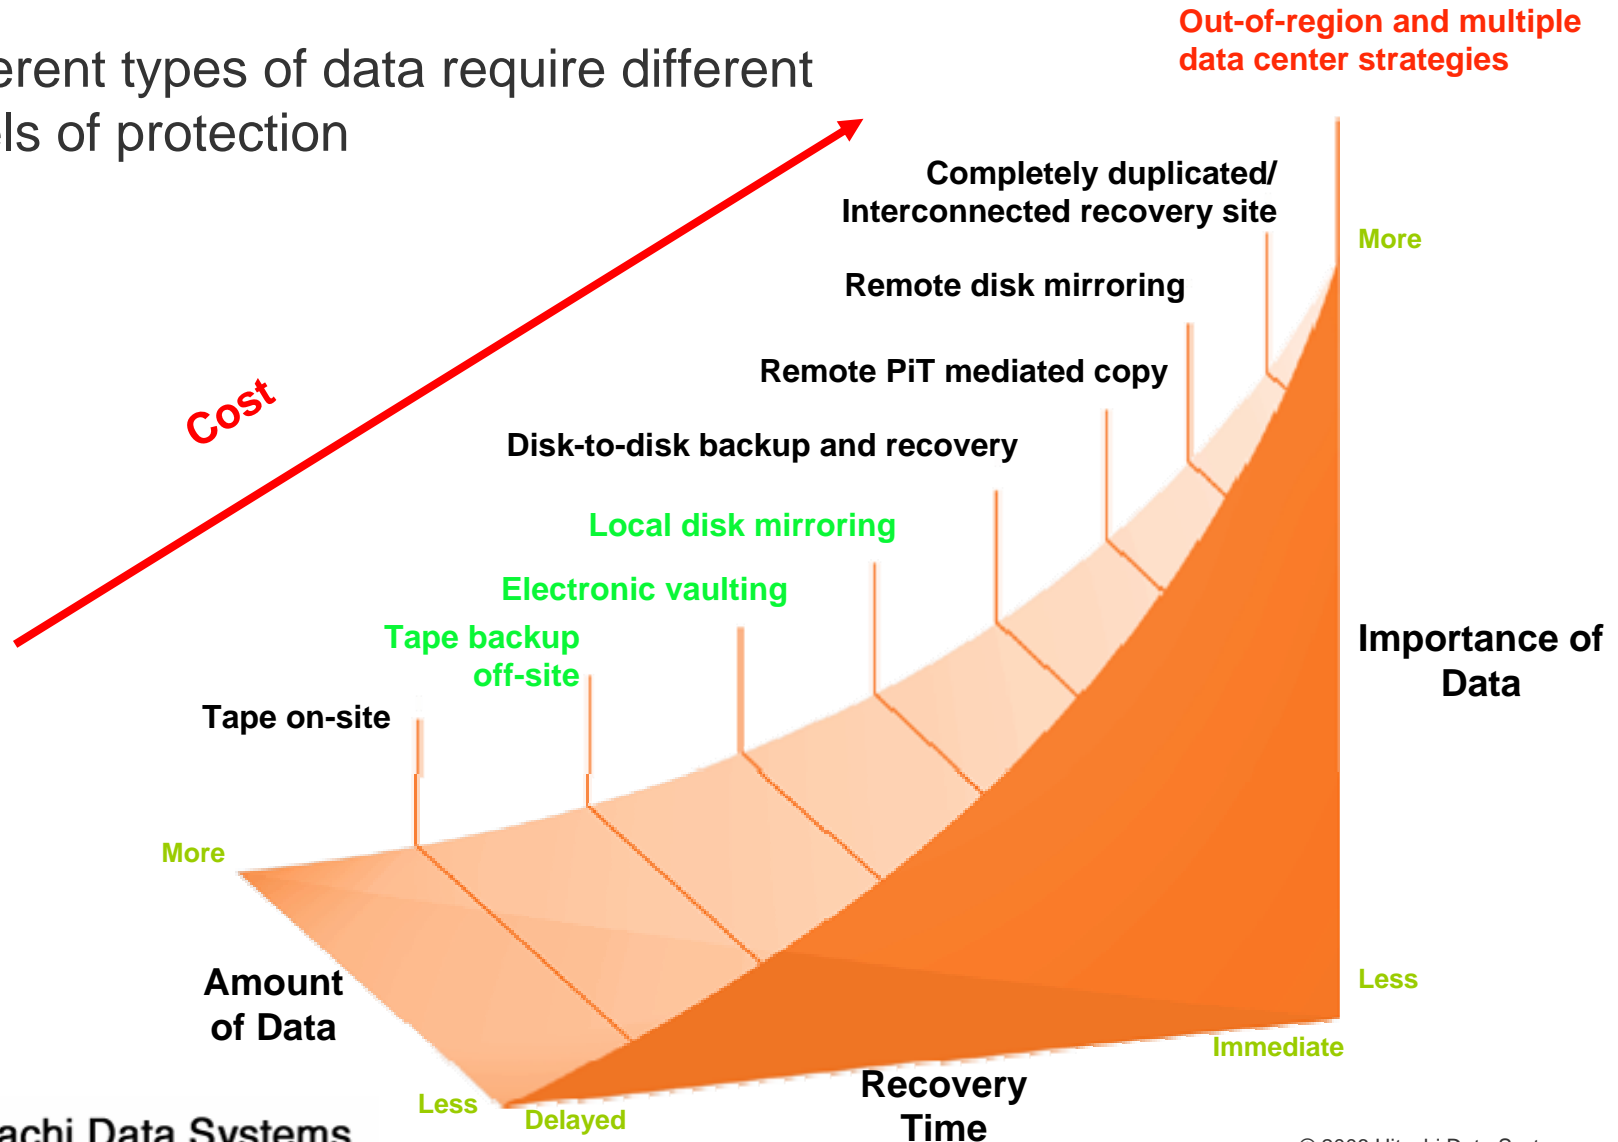 Out-of-region and multiple
data center strategies
erent types of data require different
els of protection
Completely duplicated/
Interconnected recovery site
More
Remote disk mirroring
Remote PiT mediated copy
Cost
Disk-to-disk backup and recovery
Local disk mirroring
Electronic vaulting
Tape backup
off-site
Importance of
Data
Tape on-site
More
Amount
of Data
Less
Immediate
Recovery
Time
Less
Delayed
achi Data Systems